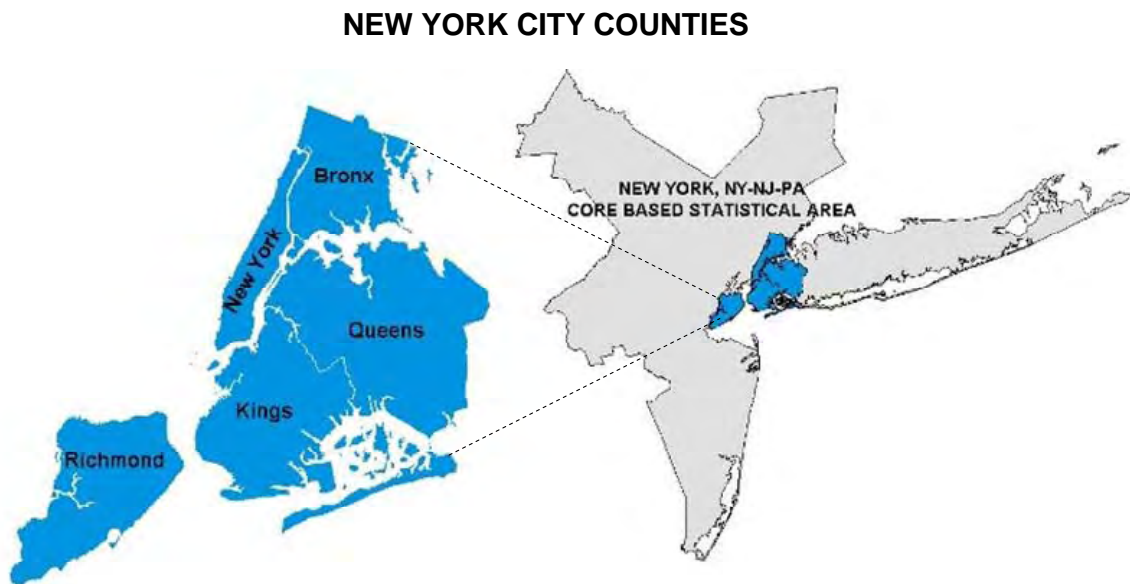 NEW YORK CITY COUNTIES
Bronx
New York
Queens
Kings
Richmond
NEW YORK, NY-NJ-PA
CORE BASED STATISTICAL AREA